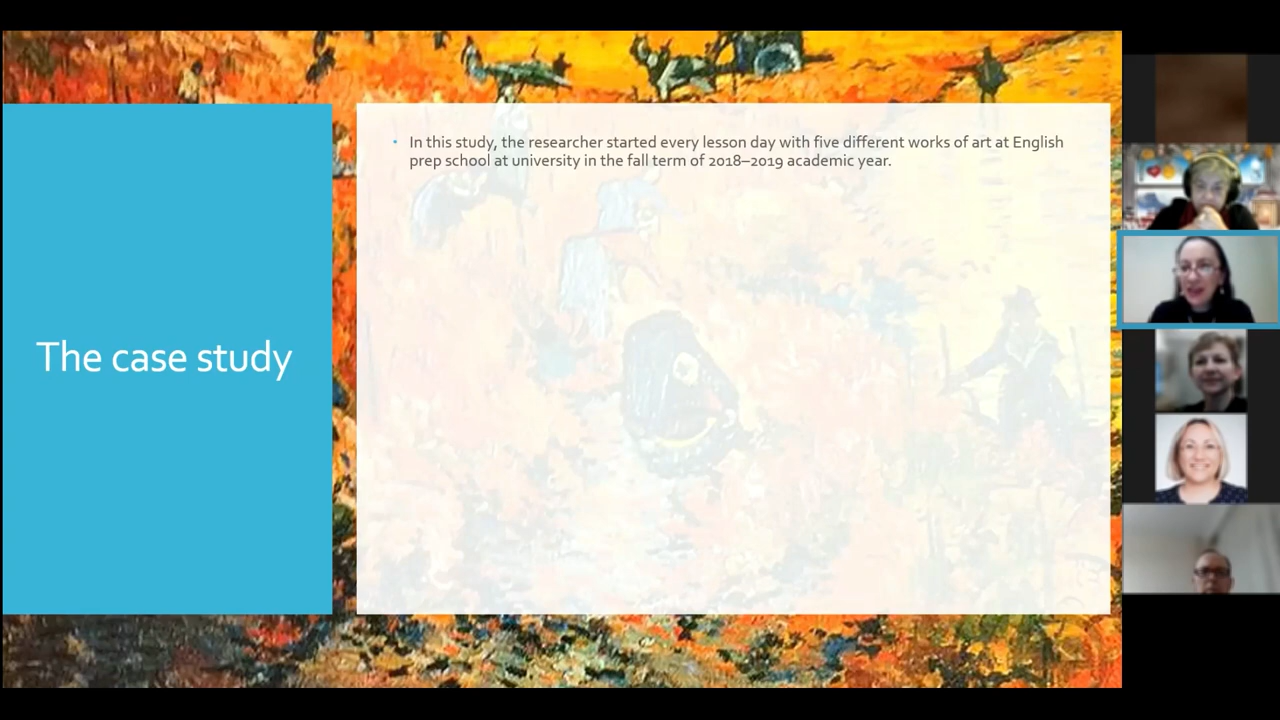 The case study
In this study, the researcher started every lesson day with five different works of art at English
prep school at university in the fall term of 2018–2019 academic year.